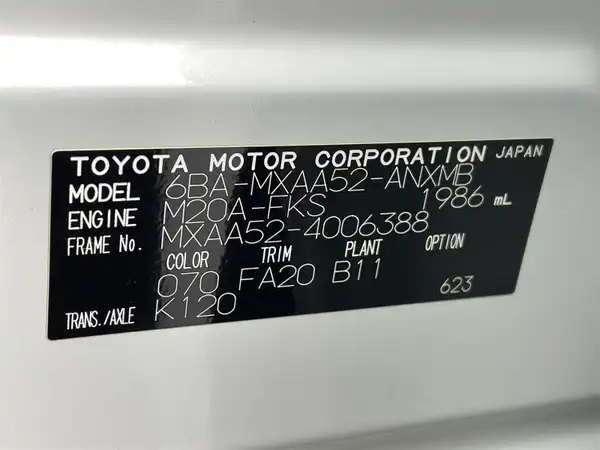 TOYOTA MOTOR CORPORATION JAPAN
MODEL 6BA-MXAA52-ANXMB
ENGINE M20A-FKS 1986 mL
FRAME No. MXAA52-4006388
COLOR TRIM PLANT OPTION
070 FA20 B11
TRANS./AXLE K120 623